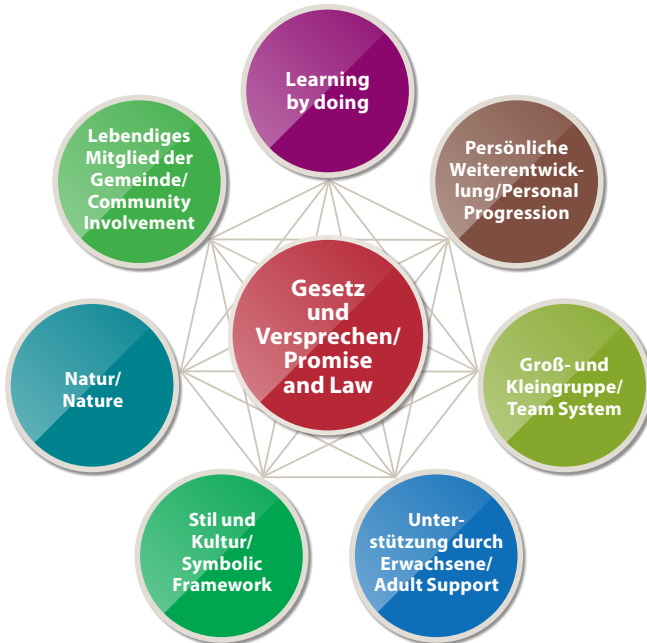 Learning
by doing
Lebendiges
Mitglied der
Gemeinde/
Community
Involvement
Persönliche
Weiterentwick-
lung/Personal
Progression
Gesetz
und
Versprechen/
Promise
and Law
Natur/
Nature
Groß- und
Kleingruppe/
Team System
Stil und
Kultur/
Symbolic
Framework
Unter-
stützung durch
Erwachsene/
Adult Support